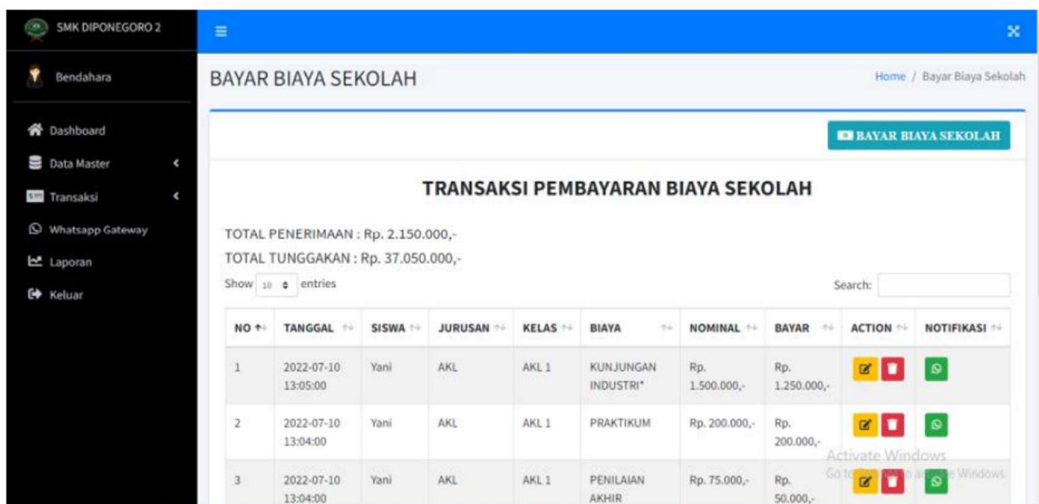 SMK DIPONEGORO 2
Bendahara
Dashboard
Data Master
Transaksi
Whatsapp Gateway
Laporan
Keluar
BAYAR BIAYA SEKOLAH
Home / Bayar Biaya Sekolah
BAYAR BIAYA SEKOLAH
TRANSAKSI PEMBAYARAN BIAYA SEKOLAH
TOTAL PENERIMAAN : Rp. 2.150.000,-
TOTAL TUNGGAKAN : Rp. 37.050.000,-
Show 10 entries
Search:
NO TANGGAL SISWA JURUSAN KELAS BIAYA NOMINAL BAYAR ACTION NOTIFIKASI
1 2022-07-10 Yani AKL AKL 1 KUNJUNGAN Rp. Rp.
13:05:00 INDUSTRI* 1.500.000,- 1.250.000,-
2 2022-07-10 Yani AKL AKL 1 PRAKTIKUM Rp. 200.000,- Rp.
13:04:00 200.000,-
Activate Windows
3 2022-07-10 Yani AKL AKL 1 PENILAIAN Rp. 75.000,- Rp.
13:04:00 AKHIR 50.000,-
Go to Windows.